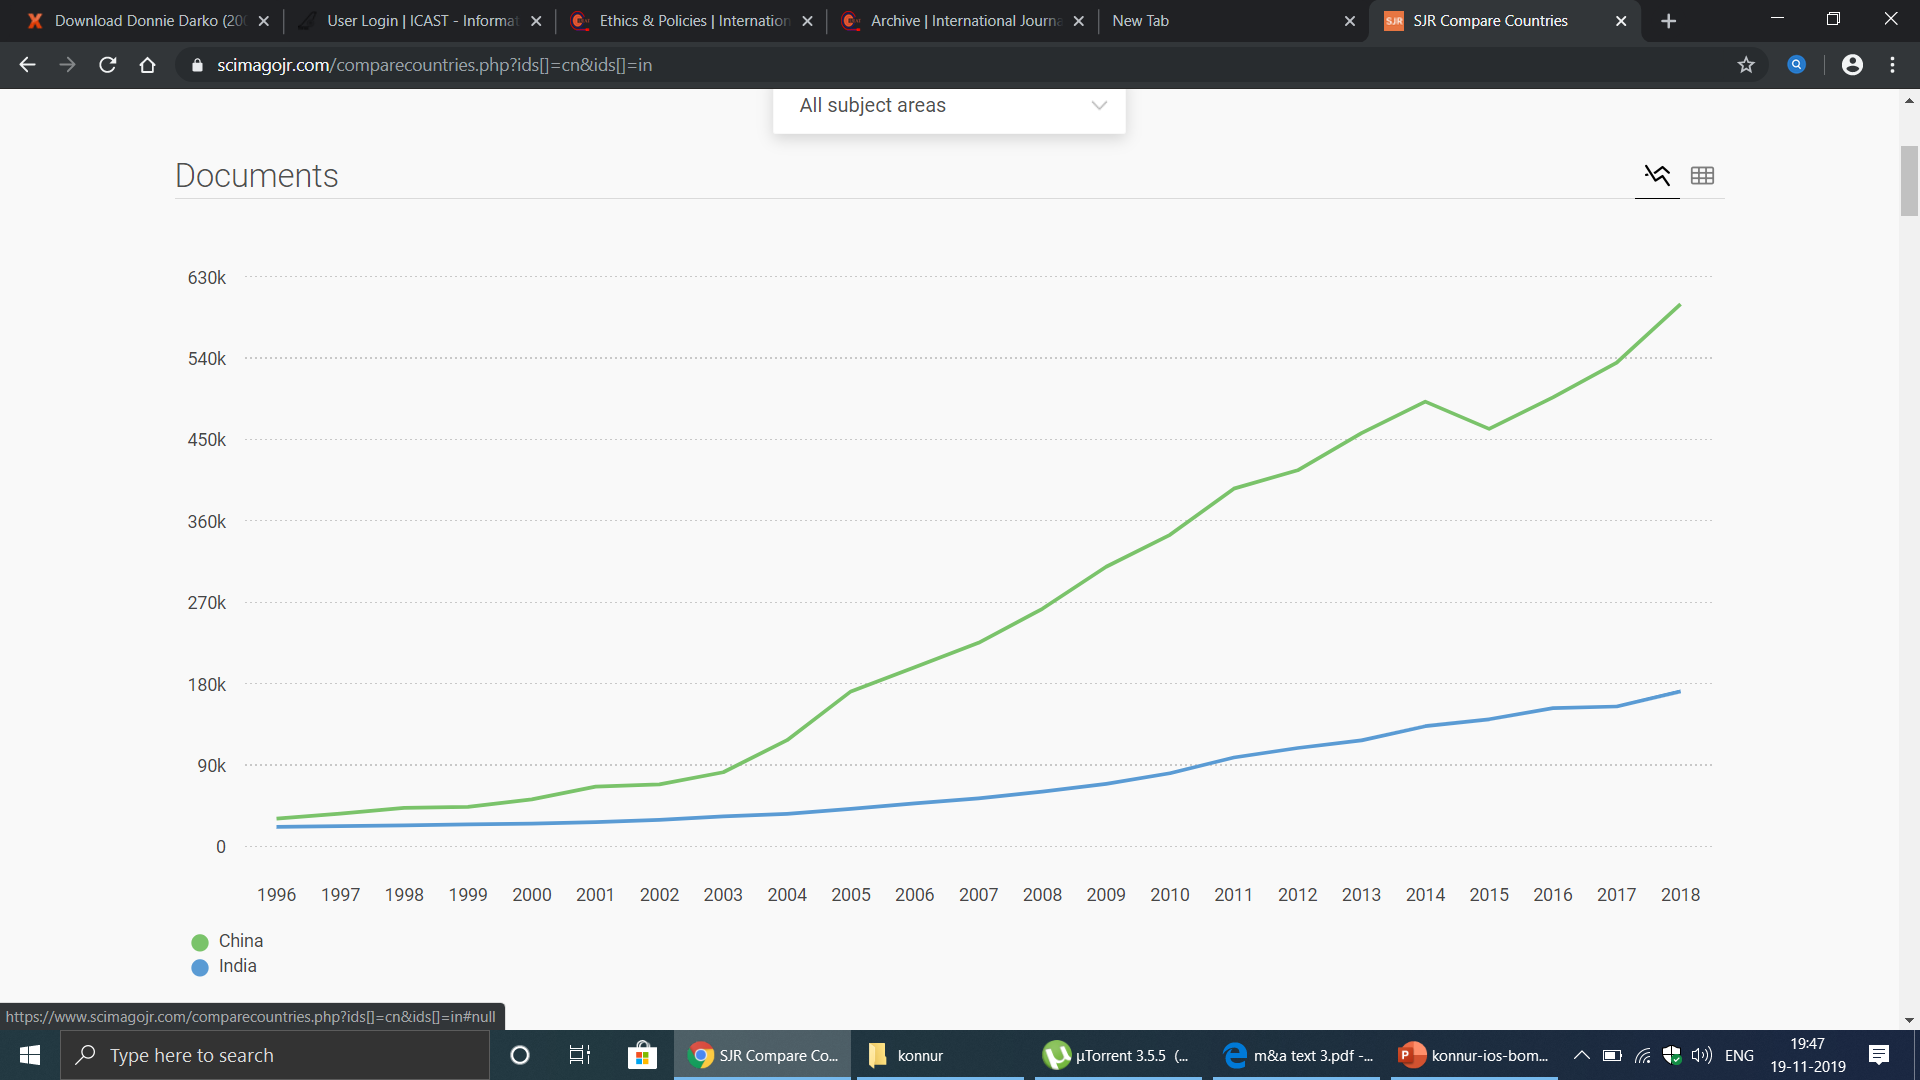 Download Donnie Darko (200
User Login | ICAST - Informat
Ethics & Policies | Internation
Archive | International Journa
New Tab
SJR SJR Compare Countries
scimagojr.com/comparecountries.php?ids[]=cn&ids[]=in
All subject areas
Documents
630k
540k
450k
360k
270k
180k
90k
0
1996 1997 1998 1999 2000 2001 2002 2003 2004 2005 2006 2007 2008 2009 2010 2011 2012 2013 2014 2015 2016 2017 2018
China
India
https://www.scimagojr.com/comparecountries.php?ids[]=cn&ids[]=in#null
Type here to search
SJR Compare Co...
konnur
µTorrent 3.5.5 (...
m&a text 3.pdf -...
konnur-ios-bom...
ENG
19:47
19-11-2019